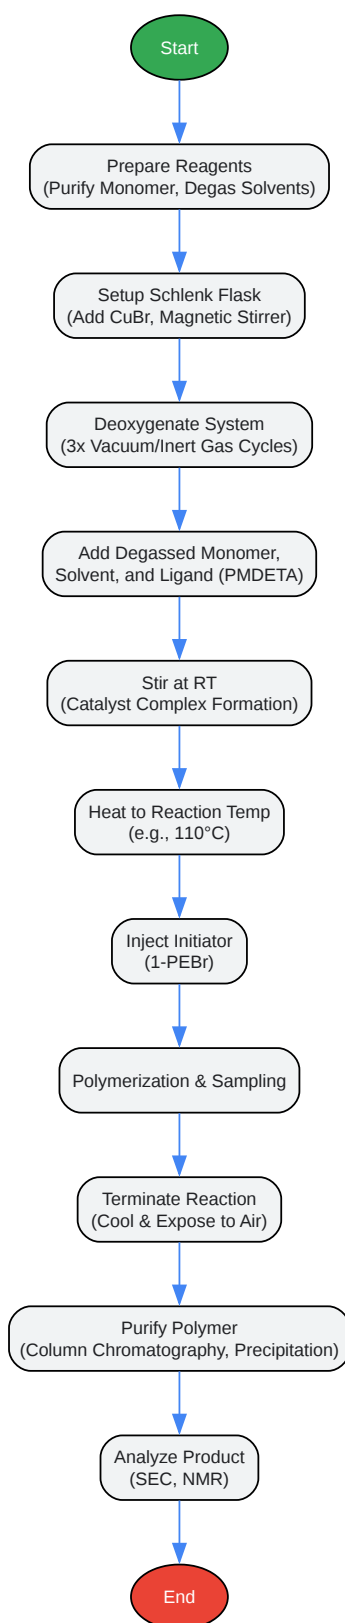 Start
Prepare Reagents
(Purify Monomer, Degas Solvents)
Setup Schlenk Flask
(Add CuBr, Magnetic Stirrer)
Deoxygenate System
(3x Vacuum/Inert Gas Cycles)
Add Degassed Monomer,
Solvent, and Ligand (PMDETA)
Stir at RT
(Catalyst Complex Formation)
Heat to Reaction Temp
(e.g., 110°C)
Inject Initiator
(1-PEBr)
Polymerization & Sampling
Terminate Reaction
(Cool & Expose to Air)
Purify Polymer
(Column Chromatography, Precipitation)
Analyze Product
(SEC, NMR)
End